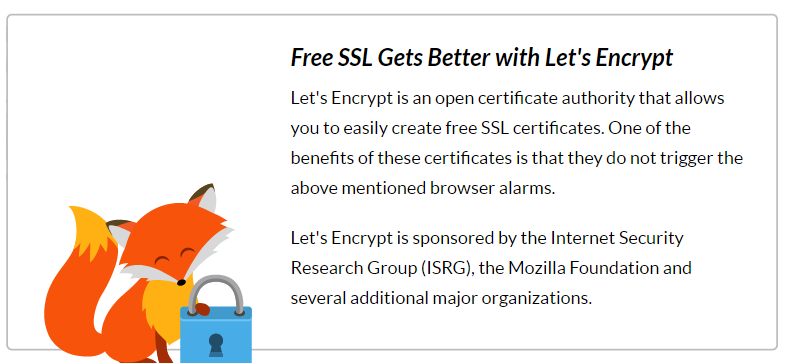 Free SSL Gets Better with Let's Encrypt
Let's Encrypt is an open certificate authority that allows
you to easily create free SSL certificates. One of the
benefits of these certificates is that they do not trigger the
above mentioned browser alarms.
Let's Encrypt is sponsored by the Internet Security
Research Group (ISRG), the Mozilla Foundation and
several additional major organizations.